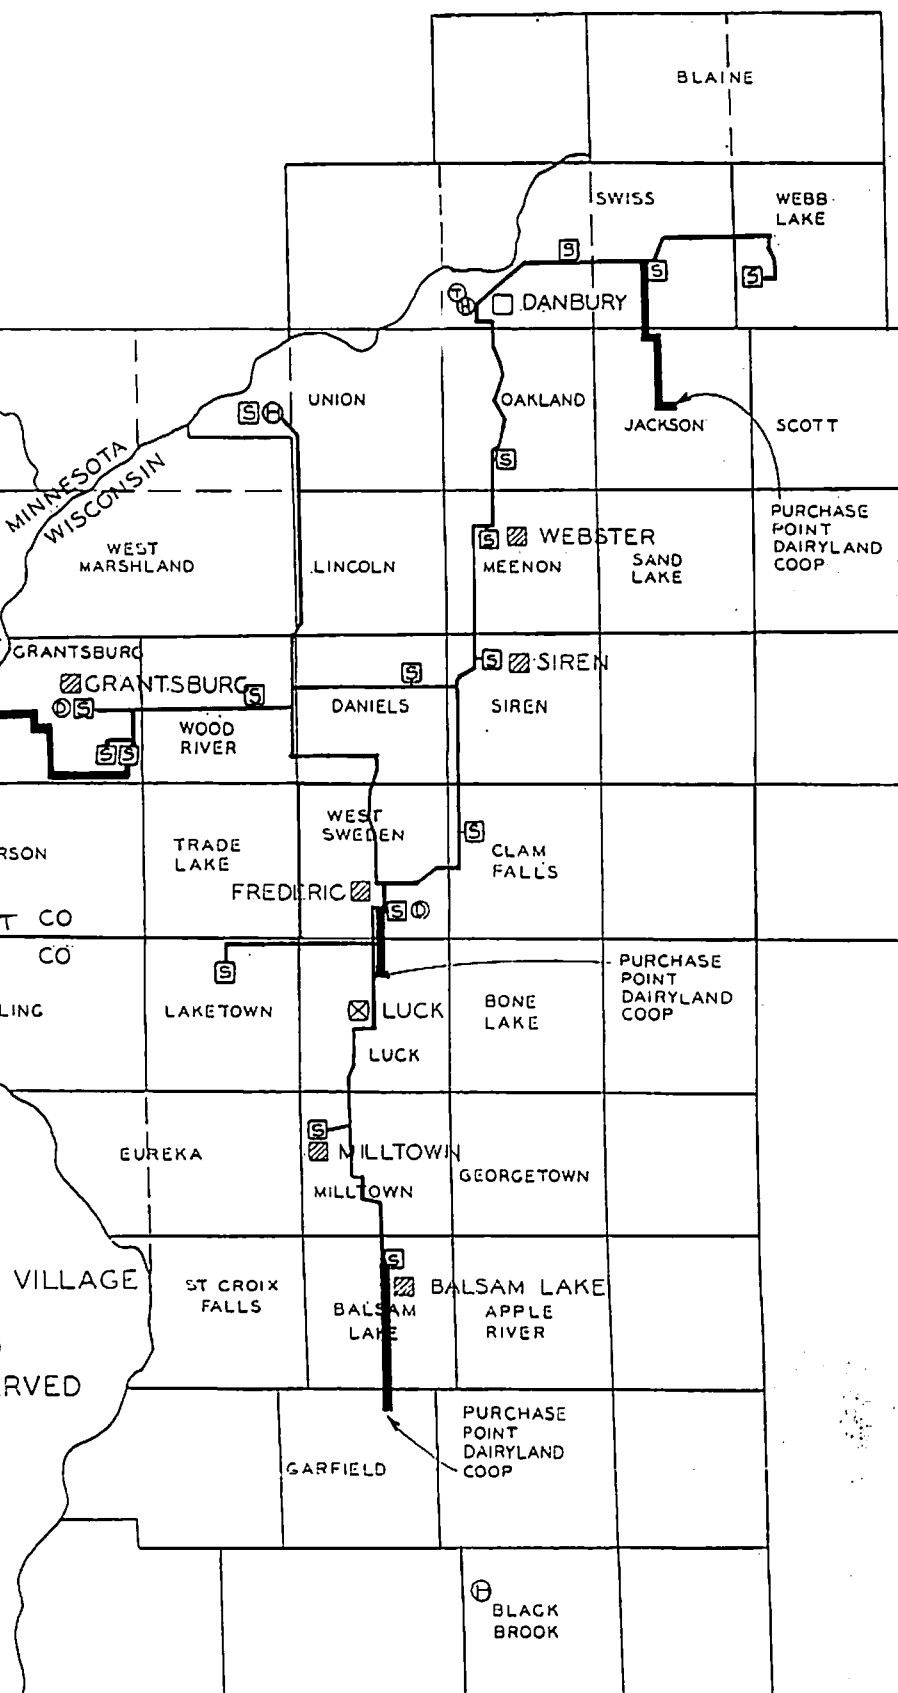 BLAINE
SWISS
WEBB
LAKE
S
S
S
T
H
DANBURY
UNION
OAKLAND
S H
JACKSON
SCOTT
MINNESOTA
WISCONSIN
S
PURCHASE
POINT
DAIRYLAND
COOP
WEST
MARSHLAND
LINCOLN
S
WEBSTER
MEENON
SAND
LAKE
GRANTSBURG
S
SIREN
GRANTSBURG
S
S
D S
DANIELS
SIREN
WOOD
RIVER
S S
WEST
SWEDEN
S
TRADE
LAKE
CLAM
FALLS
RSON
FREDERIC
S D
T CO
CO
S
PURCHASE
POINT
DAIRYLAND
COOP
LING
LAKETOWN
LUCK
BONE
LAKE
LUCK
S
EUREKA
MILLTOWN
GEORGETOWN
MILLTOWN
S
VILLAGE
ST CROIX
FALLS
BALSAM LAKE
BALSAM
LAKE
APPLE
RIVER
RVED
PURCHASE
POINT
DAIRYLAND
COOP
GARFIELD
H
BLACK
BROOK